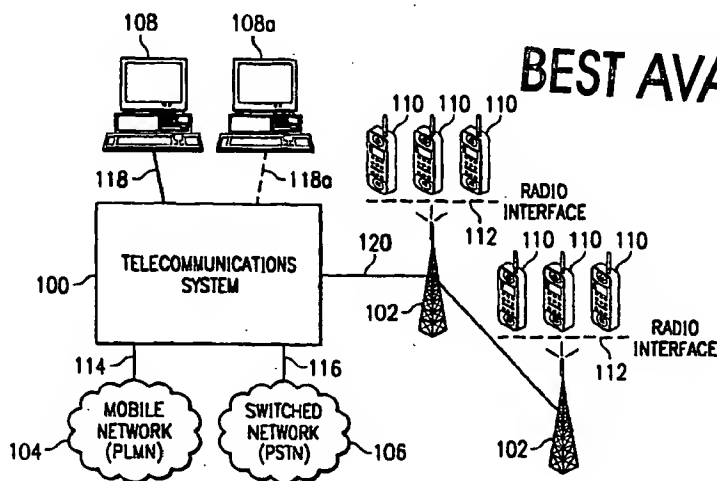 108
108a
BEST AVA
110
110
110
118
118a
RADIO
INTERFACE
112
110
110
110
TELECOMMUNICATIONS
SYSTEM
120
100
102
RADIO
INTERFACE
112
114
116
MOBILE
NETWORK
(PLMN)
SWITCHED
NETWORK
(PSTN)
104
106
102